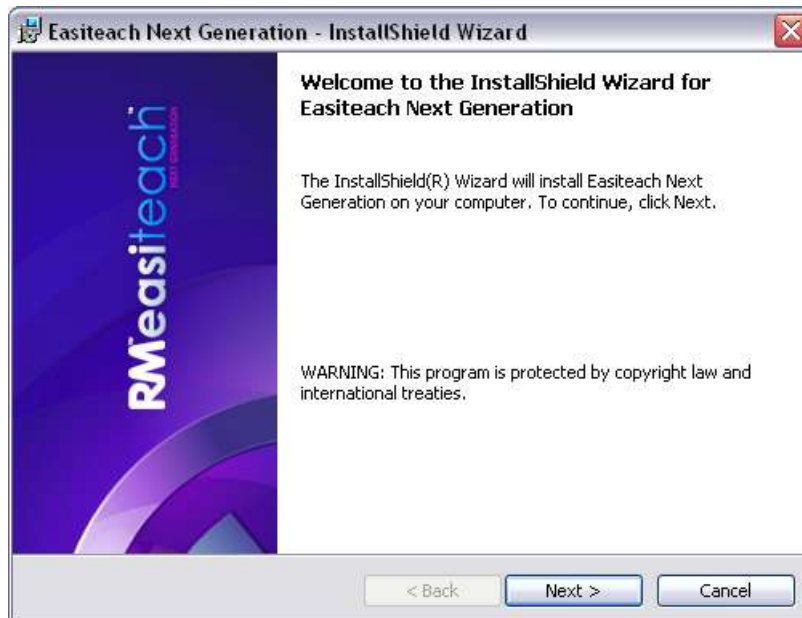 Easiteach Next Generation - InstallShield Wizard
RM easiteach
NEXT GENERATION
Welcome to the InstallShield Wizard for
Easiteach Next Generation
The InstallShield(R) Wizard will install Easiteach Next
Generation on your computer. To continue, click Next.
WARNING: This program is protected by copyright law and
international treaties.
< Back
Next >
Cancel